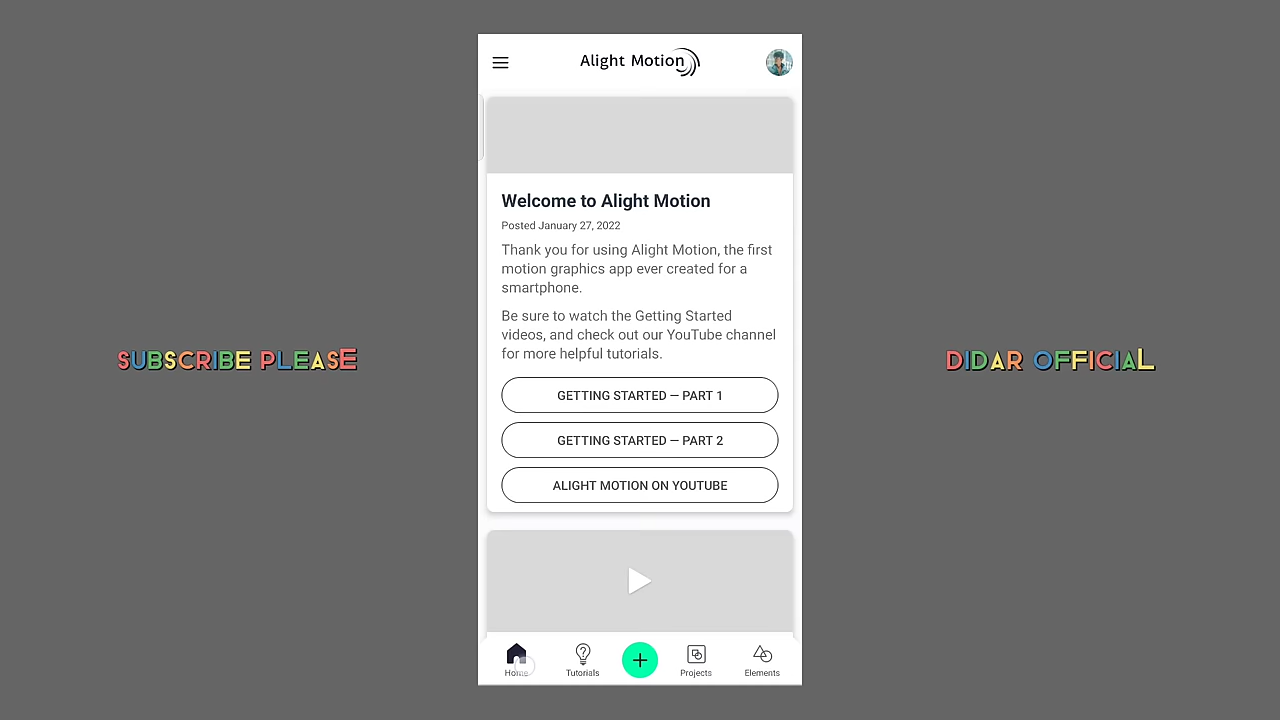 Alight Motion
Welcome to Alight Motion
Posted January 27, 2022
Thank you for using Alight Motion, the first
motion graphics app ever created for a
smartphone.
Be sure to watch the Getting Started
videos, and check out our YouTube channel
for more helpful tutorials.
GETTING STARTED — PART 1
GETTING STARTED — PART 2
ALIGHT MOTION ON YOUTUBE
Home
Tutorials
Projects
Elements
SUBSCRIBE PLEASE
DIDAR OFFICIAL